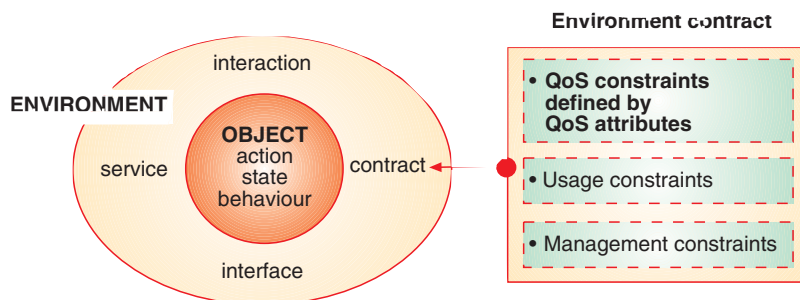 Environment contract
interaction
ENVIRONMENT
OBJECT
action
state
behaviour
service
contract
interface
• QoS constraints
defined by
QoS attributes
• Usage constraints
• Management constraints